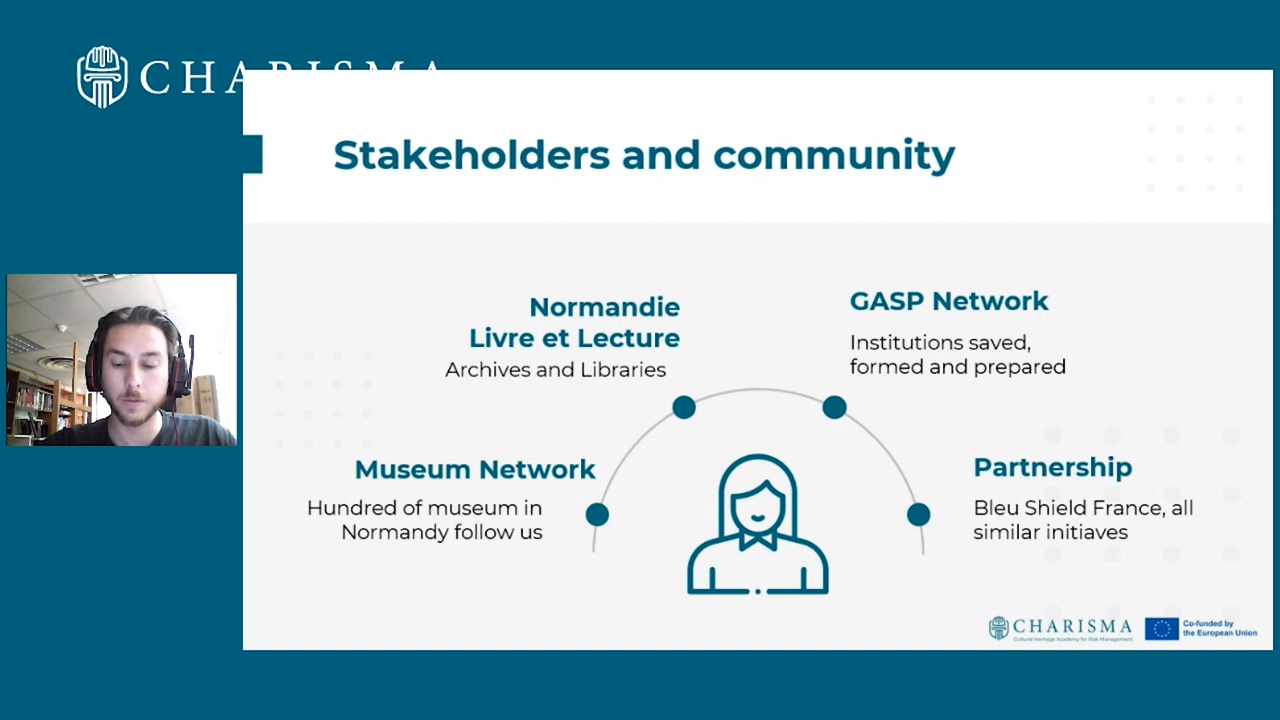 CHARISMA
Stakeholders and community
Normandie
Livre et Lecture
Archives and Libraries
GASP Network
Institutions saved,
formed and prepared
Museum Network
Hundred of museum in
Normandy follow us
Partnership
Bleu Shield France, all
similar initiaves
CHARISMA
Cultural Heritage Academy for Risk Management
Co-funded by
the European Union